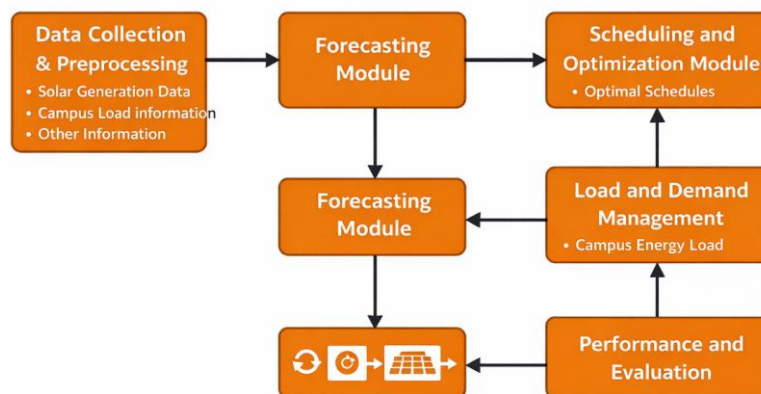 Data Collection
& Preprocessing
• Solar Generation Data
• Campus Load information
• Other Information
Forecasting
Module
Scheduling and
Optimization Module
• Optimal Schedules
Forecasting
Module
Load and Demand
Management
• Campus Energy Load
Performance and
Evaluation